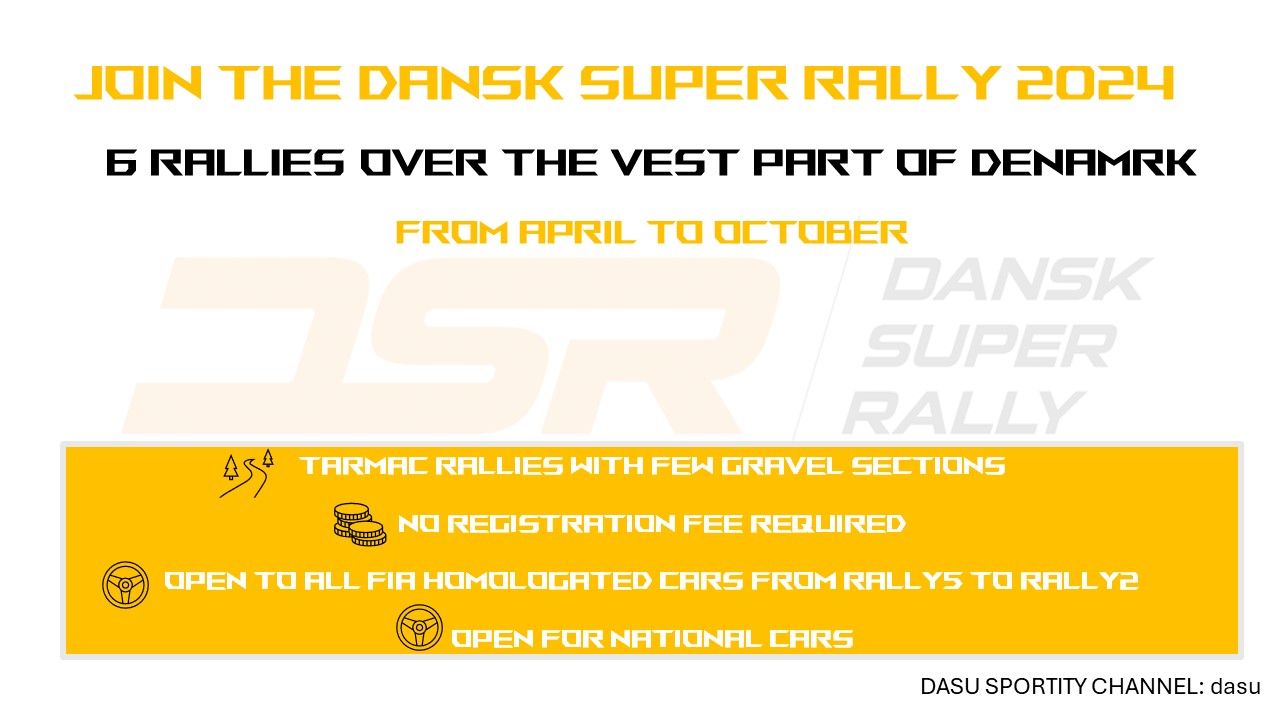 JOIN THE DANSK SUPER RALLY 2024
6 RALLIES OVER THE VEST PART OF DENAMRK
FROM APRIL TO OCTOBER
DSR
DANSK
SUPER
RALLY
TARMAC RALLIES WITH FEW GRAVEL SECTIONS
NO REGISTRATION FEE REQUIRED
OPEN TO ALL FIA HOMOLOGATED CARS FROM RALLY5 TO RALLY2
OPEN FOR NATIONAL CARS
DASU SPORTITY CHANNEL: dasu